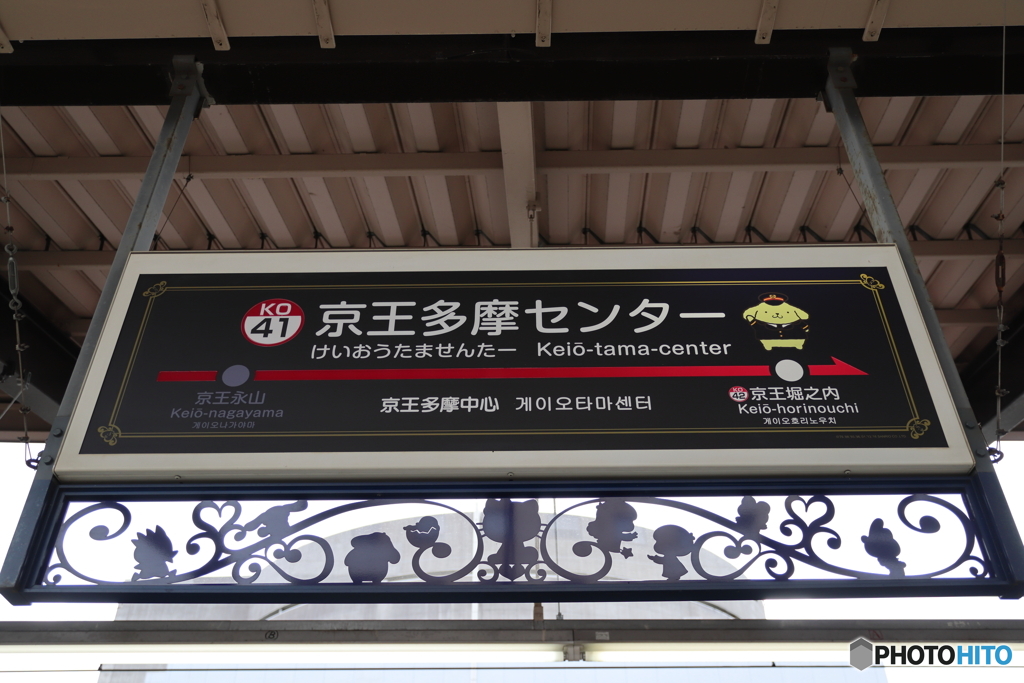 KO
41
京王多摩センター
けいおうたませんたー Keiō-tama-center
京王永山
Keiō-nagayama
게이오나가야마
京王多摩中心 게이오타마센터
KO
42
京王堀之内
Keiō-horinouchi
게이오호리노우치
PHOTOHITO